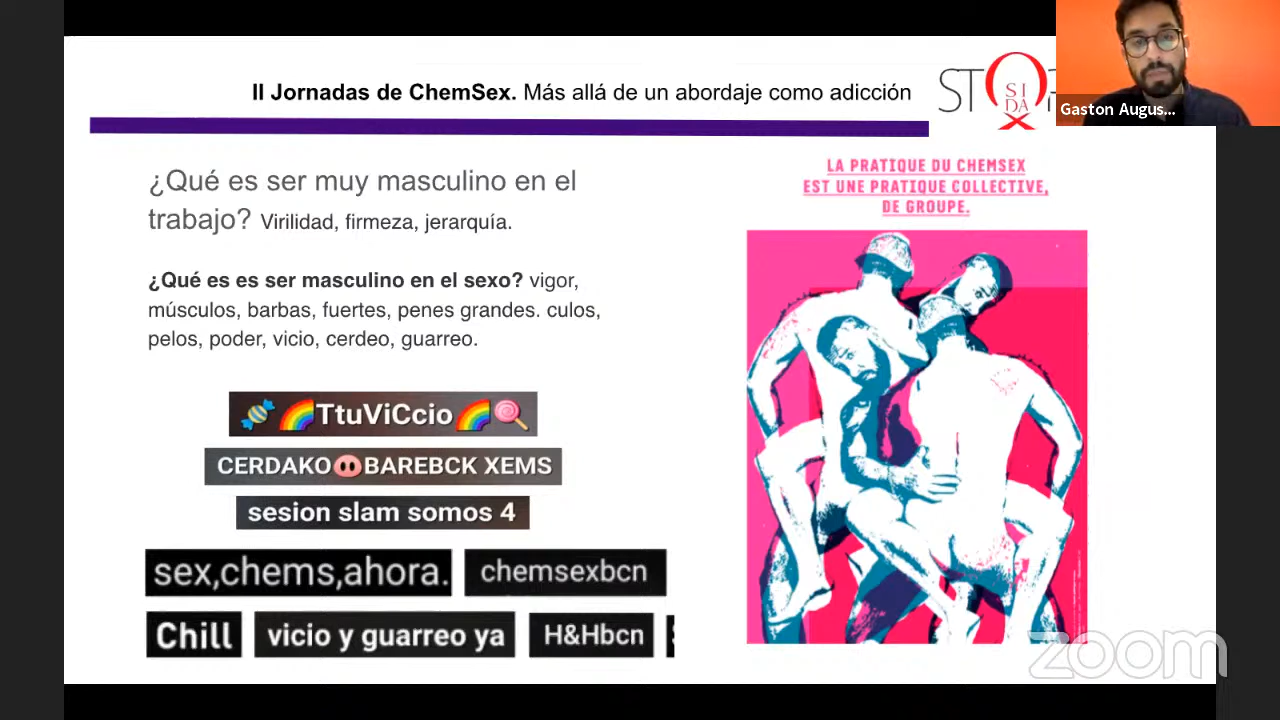 II Jornadas de ChemSex. Más allá de un abordaje como adicción
ST
SI
DA
Gaston Augus...
¿Qué es ser muy masculino en el
trabajo? Virilidad, firmeza, jerarquía.
¿Qué es es ser masculino en el sexo? vigor,
músculos, barbas, fuertes, penes grandes. culos,
pelos, poder, vicio, cerdeo, guarreo.
🍬🌈TtuViCcio🌈🍭
CERDAKO🐽BAREBCK XEMS
sesion slam somos 4
sex,chems,ahora.
chemsexbcn
Chill
vicio y guarreo ya
H&Hbcn
LA PRATIQUE DU CHEMSEX
EST UNE PRATIQUE COLLECTIVE,
DE GROUPE.
zoom